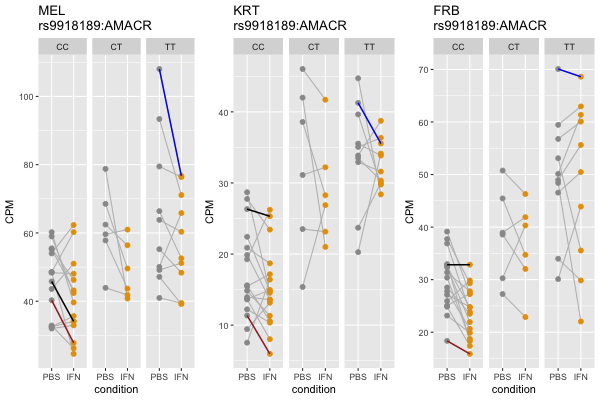 MEL
rs9918189:AMACR
CC CT TT
CPM
100
80
60
40
PBS IFN PBS IFN PBS IFN
condition
KRT
rs9918189:AMACR
CC CT TT
CPM
40
30
20
10
PBS IFN PBS IFN PBS IFN
condition
FRB
rs9918189:AMACR
CC CT TT
CPM
70
60
50
40
30
20
PBS IFN PBS IFN PBS IFN
condition